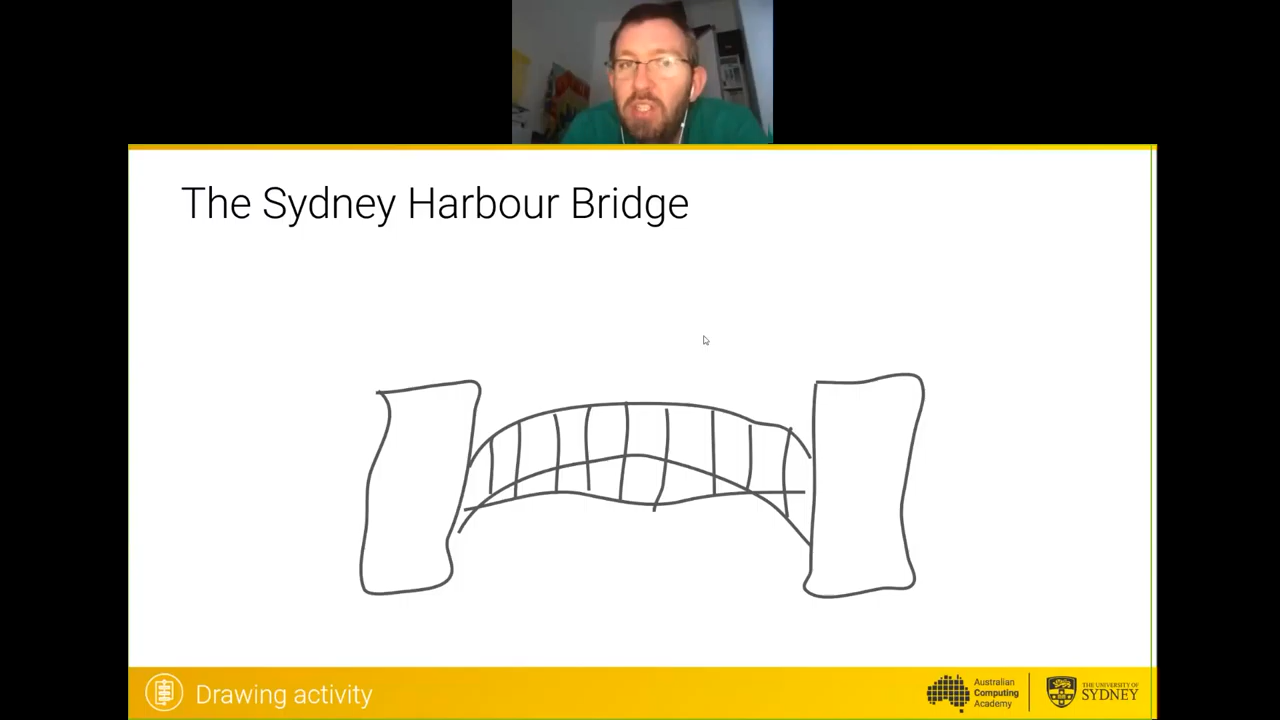 The Sydney Harbour Bridge
Drawing activity
Australian
Computing
Academy
THE UNIVERSITY OF
SYDNEY